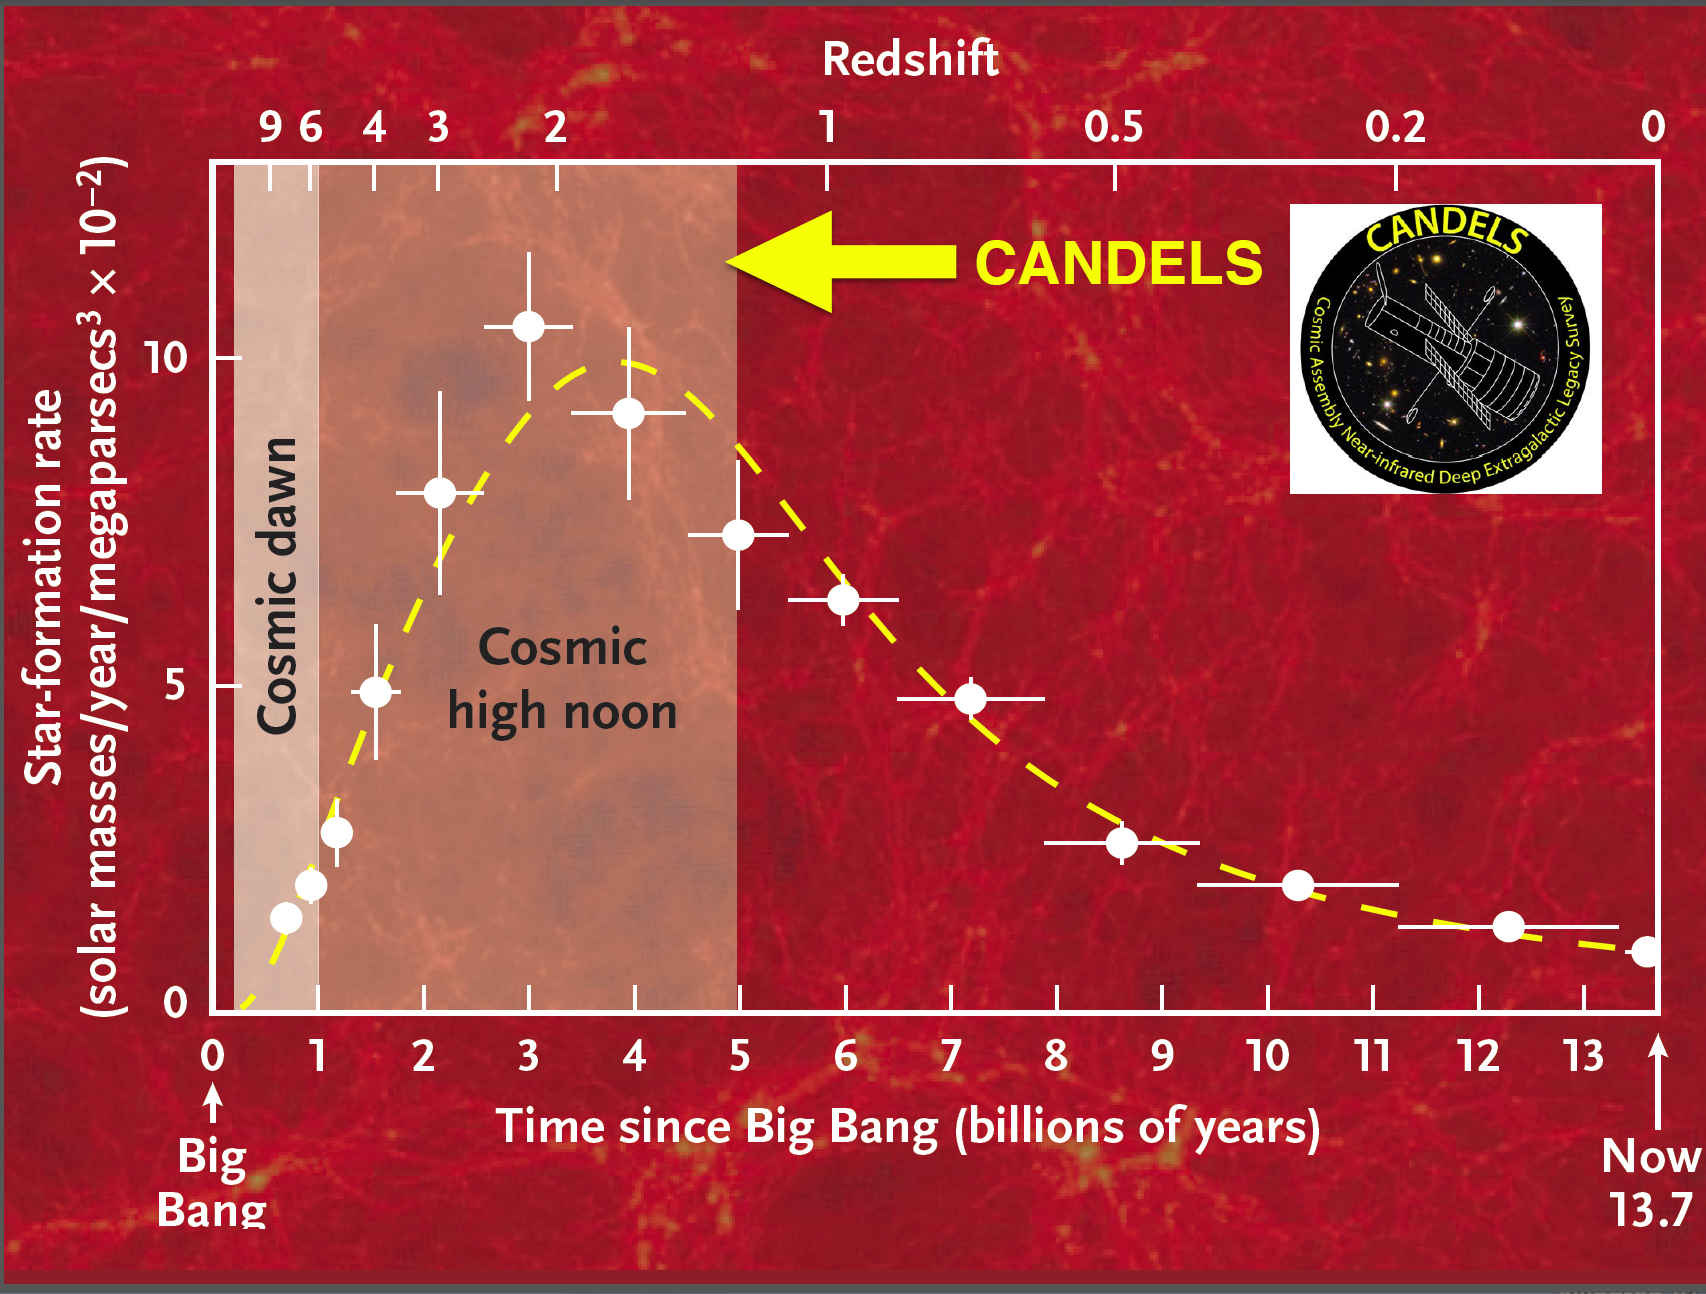 Redshift
9 6 4 3 2 1 0.5 0.2 0
Star-formation rate
(solar masses/year/megaparsecs³ × 10⁻²)
10
5
0
Cosmic dawn
Cosmic
high noon
CANDELS
CANDELS
Cosmic Assembly Near-infrared Deep Extragalactic Legacy Survey
0 1 2 3 4 5 6 7 8 9 10 11 12 13
Time since Big Bang (billions of years)
Big
Bang
Now
13.7